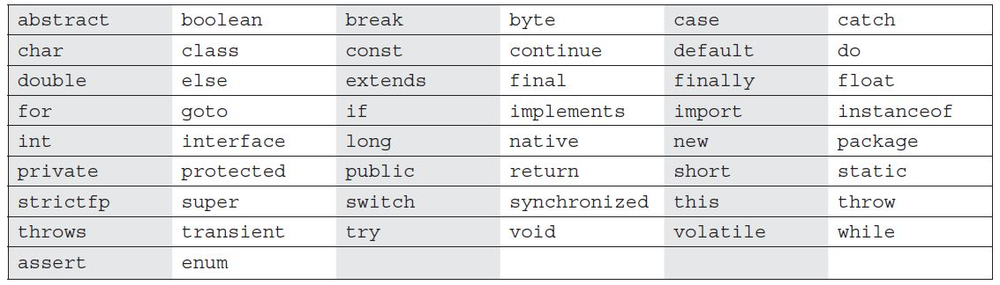 abstract boolean break byte case catch
char class const continue default do
double else extends final finally float
for goto if implements import instanceof
int interface long native new package
private protected public return short static
strictfp super switch synchronized this throw
throws transient try void volatile while
assert enum